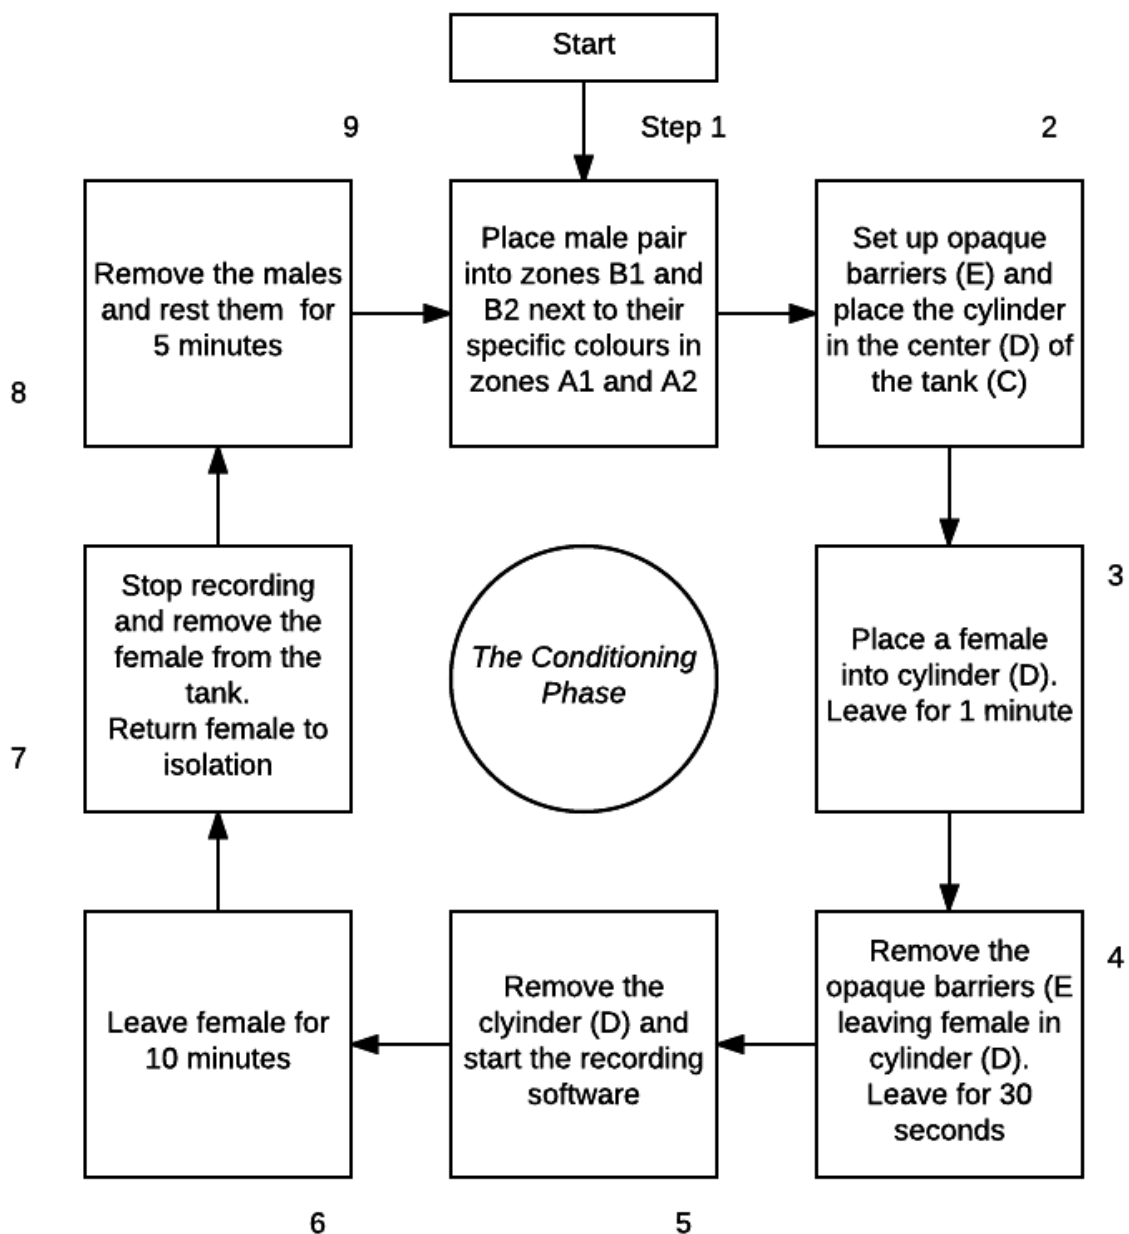 Start
Step 1
Place male pair
into zones B1 and
B2 next to their
specific colours in
zones A1 and A2
2
Set up opaque
barriers (E) and
place the cylinder
in the center (D) of
the tank (C)
3
Place a female
into cylinder (D).
Leave for 1 minute
4
Remove the
opaque barriers (E
leaving female in
cylinder (D).
Leave for 30
seconds
5
Remove the
clyinder (D) and
start the recording
software
6
Leave female for
10 minutes
7
Stop recording
and remove the
female from the
tank.
Return female to
isolation
8
Remove the males
and rest them for
5 minutes
9
The Conditioning
Phase